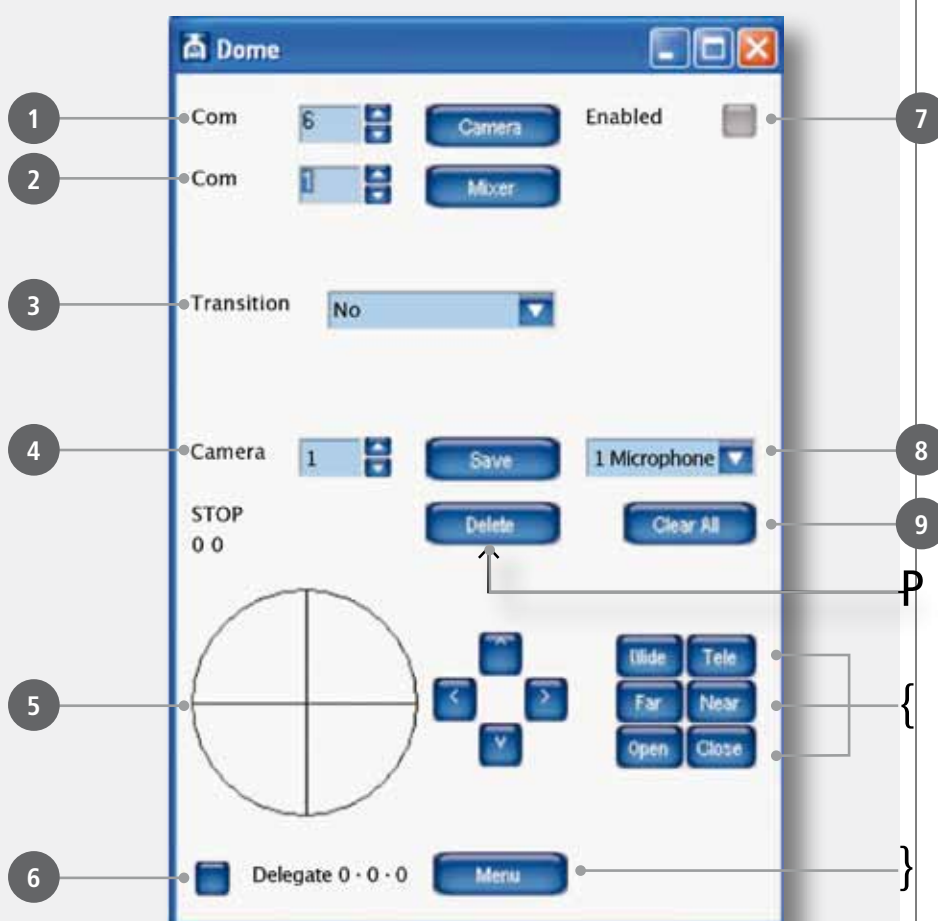 Dome
1 Com 6 Camera Enabled 7
2 Com 1 Mixer
3 Transition No
4 Camera 1 Save 1 Microphone 8
STOP Delete Clear All 9
0 0
P
Wide Tele
5 < ^ > v Far Near {
Open Close
6 Delegate 0 - 0 - 0 Menu }